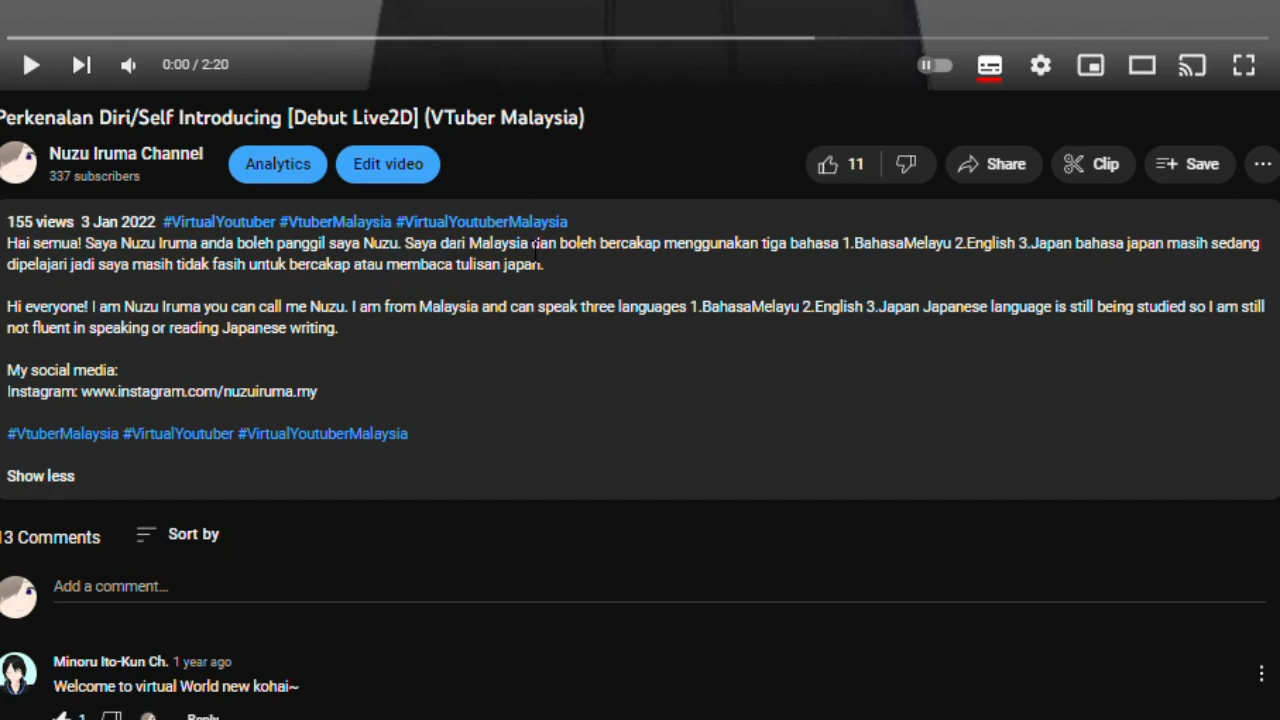 0:00 / 2:20
Perkenalan Diri/Self Introducing [Debut Live2D] (VTuber Malaysia)
Nuzu Iruma Channel
337 subscribers
Analytics
Edit video
11
Share
Clip
Save
155 views 3 Jan 2022 #VirtualYoutuber #VtuberMalaysia #VirtualYoutuberMalaysia
Hai semua! Saya Nuzu Iruma anda boleh panggil saya Nuzu. Saya dari Malaysia dan boleh bercakap menggunakan tiga bahasa 1.BahasaMelayu 2.English 3.Japan bahasa japan masih sedang
dipelajari jadi saya masih tidak fasih untuk bercakap atau membaca tulisan japan.
Hi everyone! I am Nuzu Iruma you can call me Nuzu. I am from Malaysia and can speak three languages 1.BahasaMelayu 2.English 3.Japan Japanese language is still being studied so I am still
not fluent in speaking or reading Japanese writing.
My social media:
Instagram: www.instagram.com/nuzuiruma.my
#VtuberMalaysia #VirtualYoutuber #VirtualYoutuberMalaysia
Show less
13 Comments
Sort by
Add a comment...
Minoru Ito-Kun Ch. 1 year ago
Welcome to virtual World new kohai~
1
Reply